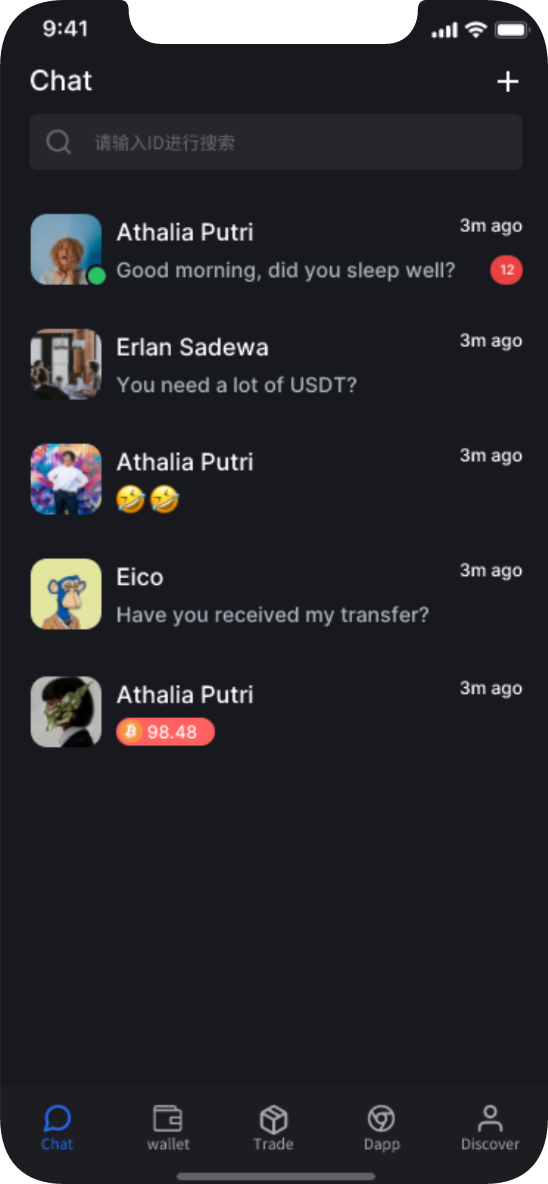 9:41
Chat
请输入ID进行搜索
Athalia Putri
3m ago
Good morning, did you sleep well?
12
Erlan Sadewa
3m ago
You need a lot of USDT?
Athalia Putri
3m ago
🤣🤣
Eico
3m ago
Have you received my transfer?
Athalia Putri
3m ago
98.48
Chat
wallet
Trade
Dapp
Discover